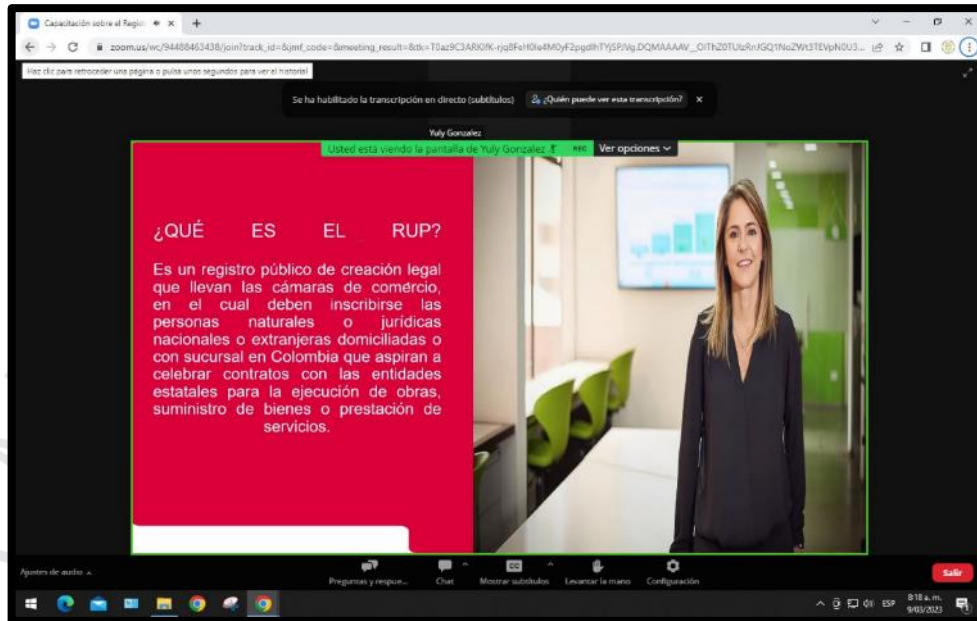 Capacitación sobre el Regist
zoom.us/wc/94488463438/join?track_id=&jmf_code=&meeting_result=&tk=
Haz clic para retroceder una página o pulsa unos segundos para ver el historial
Se ha habilitado la transcripción en directo (subtítulos) ¿Quién puede ver esta transcripción?
Yuly Gonzalez
Usted está viendo la pantalla de Yuly Gonzalez REC Ver opciones
¿QUÉ ES EL RUP?
Es un registro público de creación legal
que llevan las cámaras de comércio,
en el cual deben inscribirse las
personas naturales o jurídicas
nacionales o extranjeras domiciliadas o
con sucursal en Colombia que aspiran a
celebrar contratos con las entidades
estatales para la ejecución de obras,
suministro de bienes o prestación de
servicios.
Ajustes de audio
Preguntas y respue... Chat Mostrar subtítulos Levantar la mano Configuración
CC
Salir
ESP
8:18 a. m.
9/03/2023